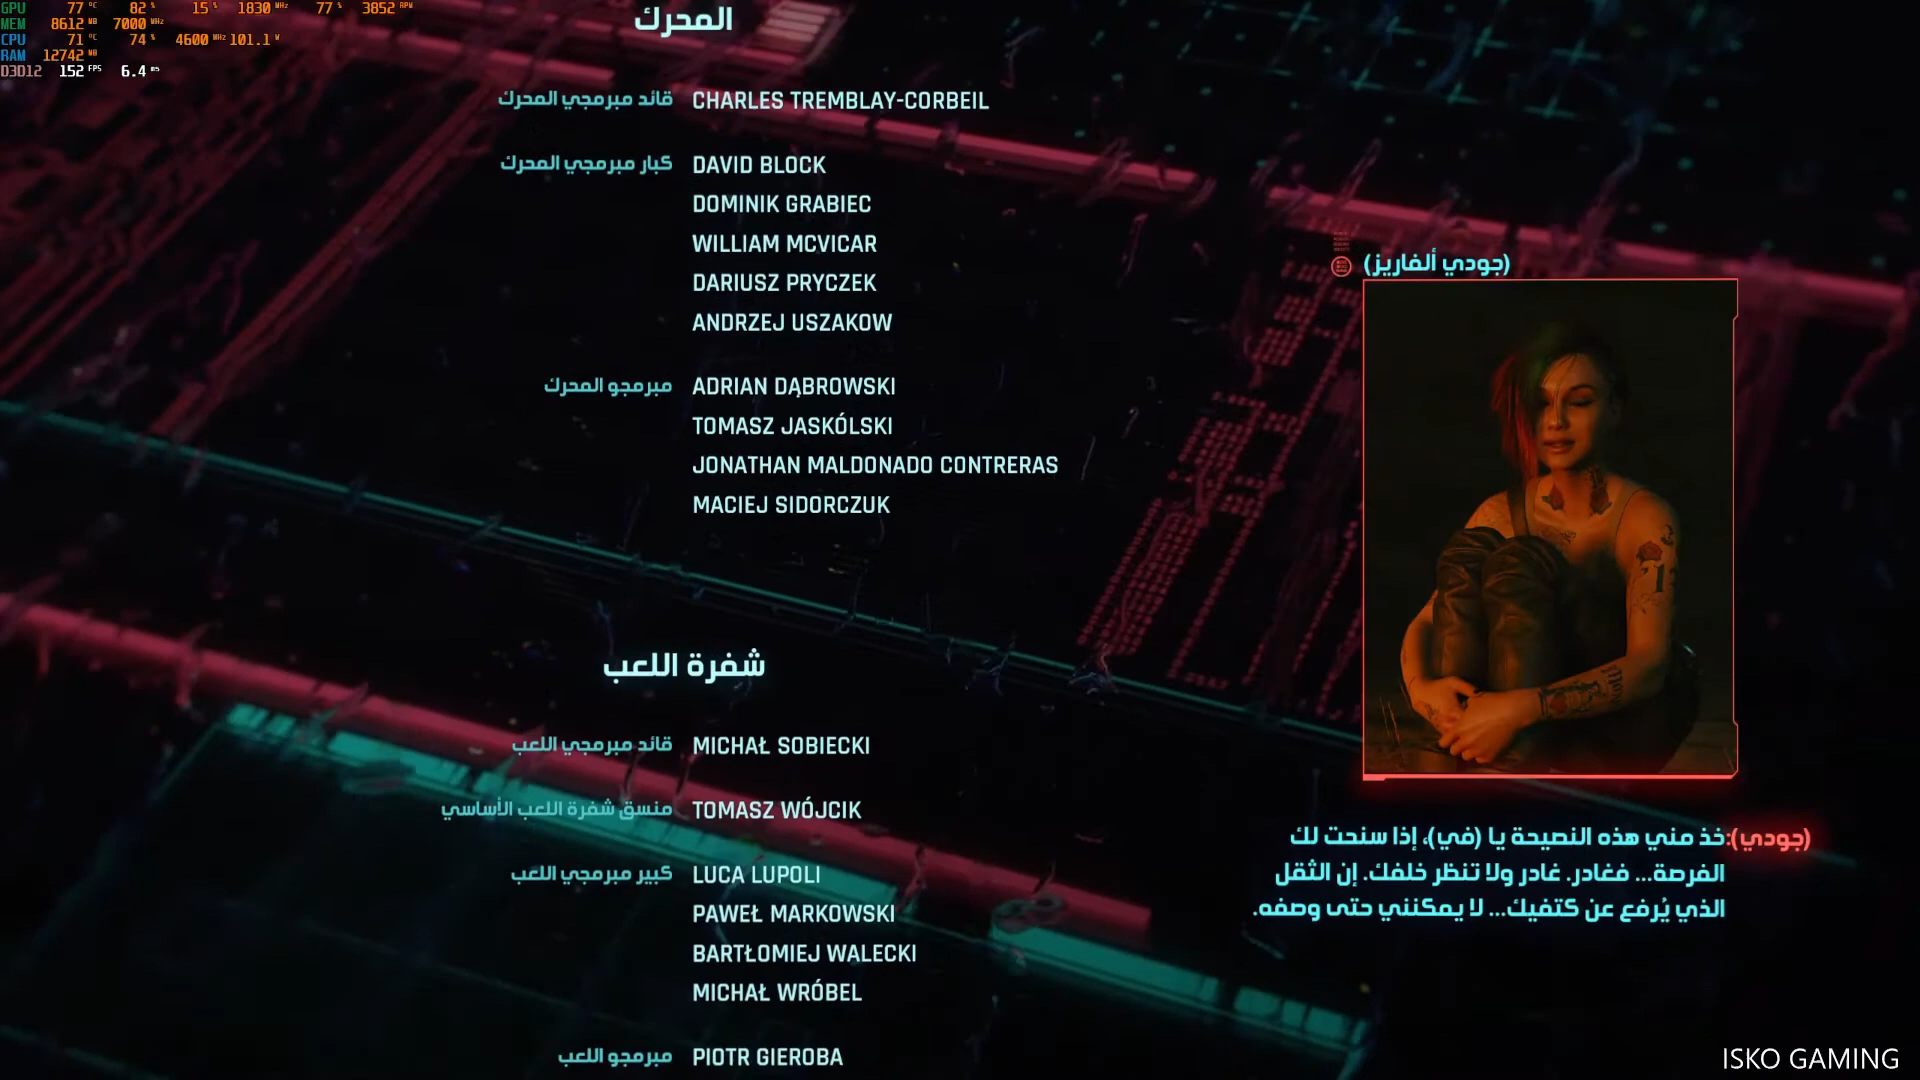 GPU 77 °C 82 % 15 % 1830 MHz 77 % 3852 RPM
MEM 8612 MB 7000 MHz
CPU 71 °C 74 % 4600 MHz 101.1 W
RAM 12742 MB
D3D12 152 FPS 6.4 ms
المحرك
قائد مبرمجي المحرك CHARLES TREMBLAY-CORBEIL
كبار مبرمجي المحرك DAVID BLOCK
DOMINIK GRABIEC
WILLIAM MCVICAR
DARIUSZ PRYCZEK
ANDRZEJ USZAKOW
مبرمجو المحرك ADRIAN DĄBROWSKI
TOMASZ JASKÓLSKI
JONATHAN MALDONADO CONTRERAS
MACIEJ SIDORCZUK
شفرة اللعب
قائد مبرمجي اللعب MICHAŁ SOBIECKI
منسق شفرة اللعب الأساسي TOMASZ WÓJCIK
كبير مبرمجي اللعب LUCA LUPOLI
PAWEŁ MARKOWSKI
BARTŁOMIEJ WALECKI
MICHAŁ WRÓBEL
مبرمجو اللعب PIOTR GIEROBA
(جودي ألفاريز)
(جودي): خذ مني هذه النصيحة يا (في)، إذا سنحت لك
الفرصة... فغادر. غادر ولا تنظر خلفك. إن الثقل
الذي يُرفع عن كتفيك... لا يمكنني حتى وصفه.
ISKO GAMING